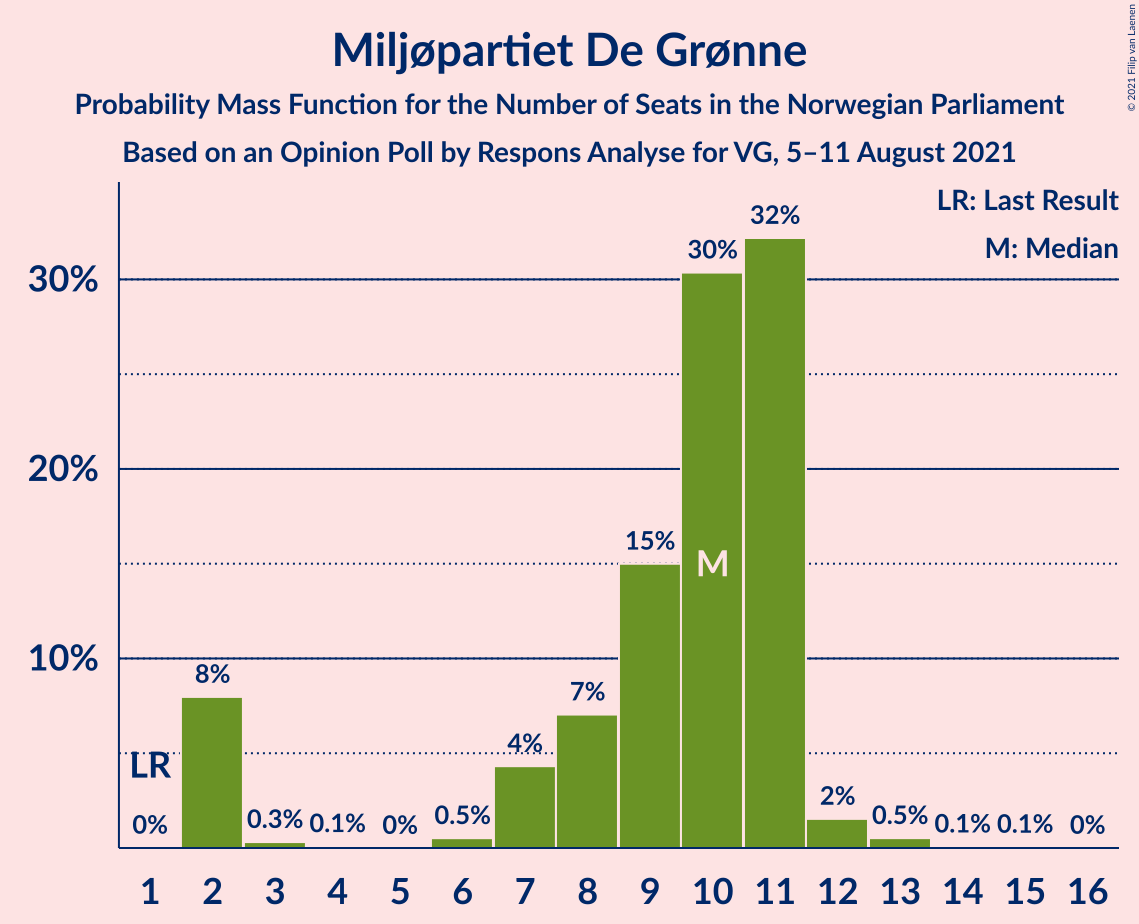 Miljøpartiet De Grønne
Probability Mass Function for the Number of Seats in the Norwegian Parliament
Based on an Opinion Poll by Respons Analyse for VG, 5–11 August 2021
© 2021 Filip van Laenen
LR: Last Result
M: Median
30%
20%
10%
LR
M
0% 8% 0.3% 0.1% 0% 0.5% 4% 7% 15% 30% 32% 2% 0.5% 0.1% 0.1% 0%
1 2 3 4 5 6 7 8 9 10 11 12 13 14 15 16